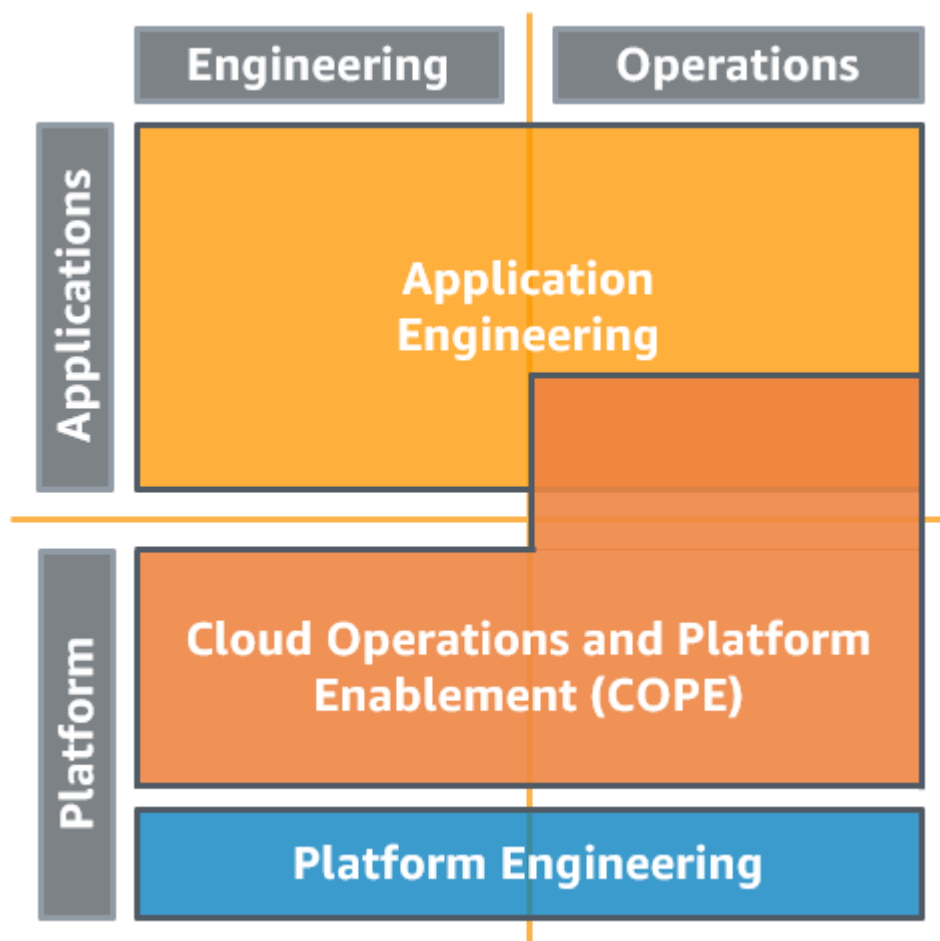 Engineering
Operations
Applications
Application
Engineering
Platform
Cloud Operations and Platform
Enablement (COPE)
Platform Engineering